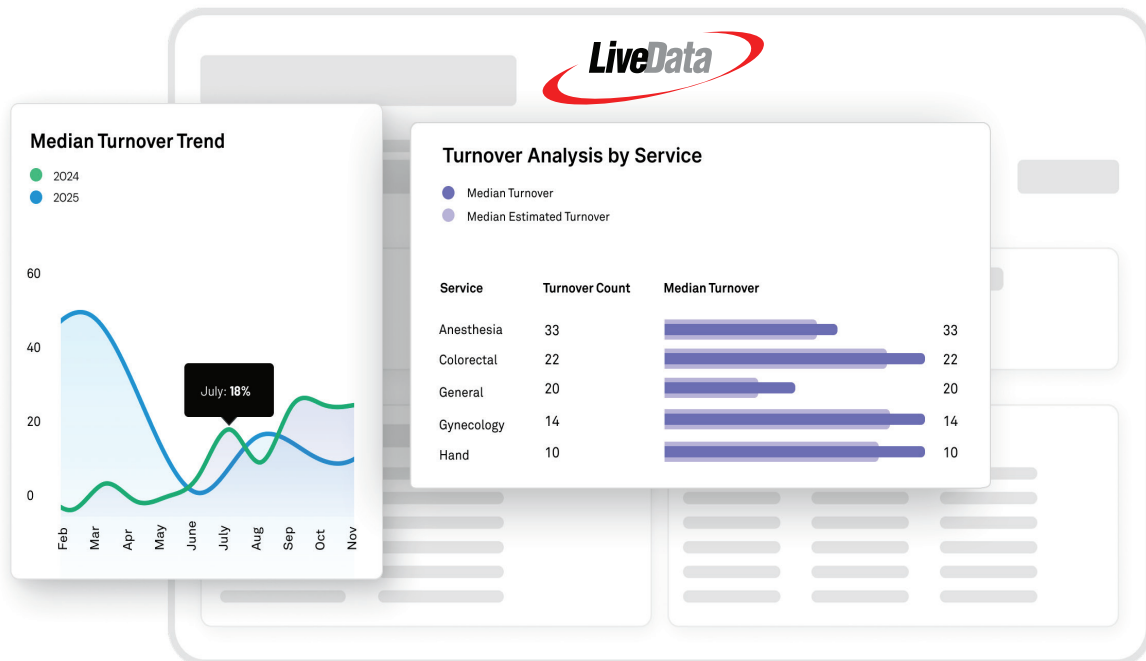 LiveData
Median Turnover Trend
2024
2025
60
40
20
0
July: 18%
Feb
Mar
Apr
May
June
July
Aug
Sep
Oct
Nov
Turnover Analysis by Service
Median Turnover
Median Estimated Turnover
Service Turnover Count Median Turnover
Anesthesia 33 33
Colorectal 22 22
General 20 20
Gynecology 14 14
Hand 10 10